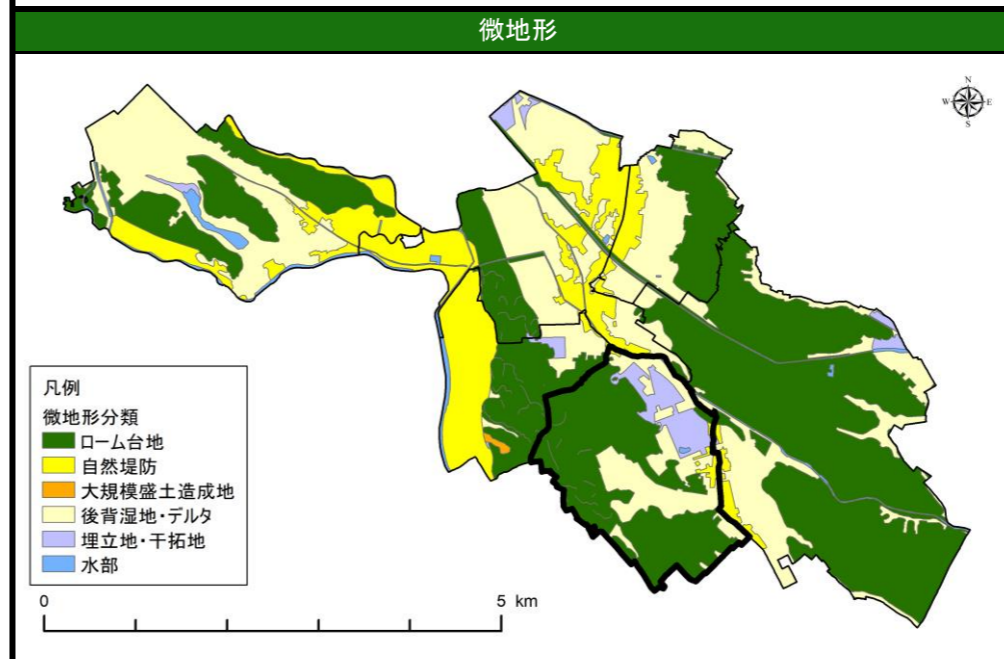 微地形
N
W E
S
凡例
微地形分類
ローム台地
自然堤防
大規模盛土造成地
後背湿地・デルタ
埋立地・干拓地
水部
0 5 km